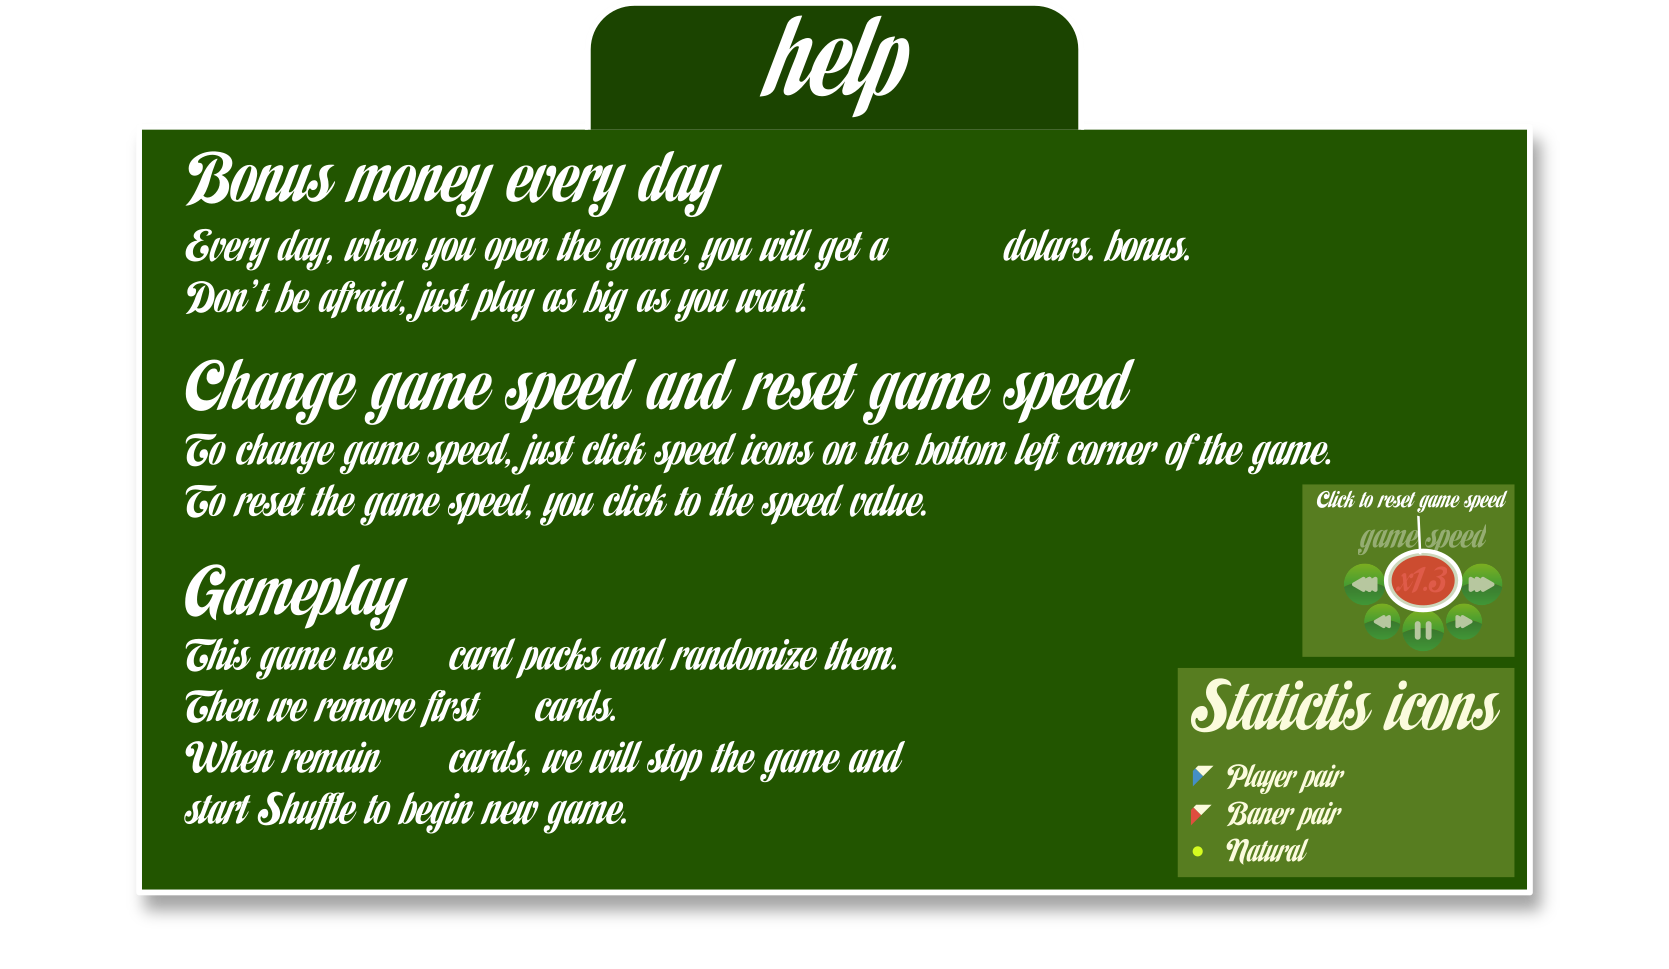 help
Bonus money every day
Every day, when you open the game, you will get a dolars. bonus.
Don't be afraid, just play as big as you want.
Change game speed and reset game speed
To change game speed, just click speed icons on the bottom left corner of the game.
To reset the game speed, you click to the speed value.
Click to reset game speed
game speed
x1.3
Gameplay
This game use card packs and randomize them.
Then we remove first cards.
When remain cards, we will stop the game and
start Shuffle to begin new game.
Statictis icons
Player pair
Baner pair
Natural